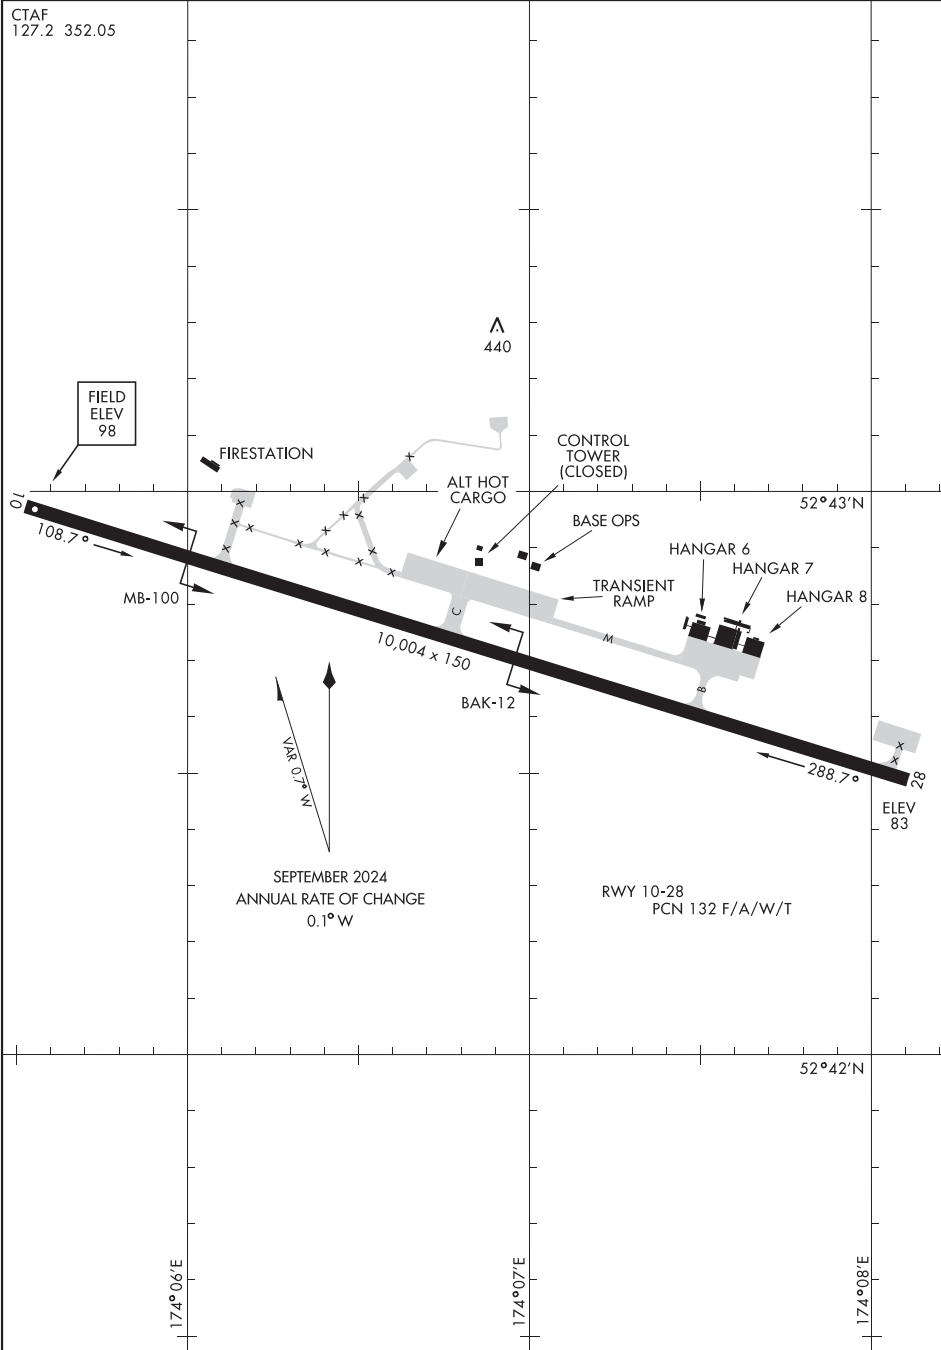 CTAF
127.2 352.05
440
FIELD
ELEV
98
FIRESTATION
CONTROL
TOWER
(CLOSED)
ALT HOT
CARGO
52°43'N
10
108.7°
BASE OPS
HANGAR 6
HANGAR 7
HANGAR 8
TRANSIENT
RAMP
MB-100
C
10,004 x 150
M
BAK-12
B
VAR 0.7° W
288.7°
28
ELEV
83
SEPTEMBER 2024
ANNUAL RATE OF CHANGE
0.1° W
RWY 10-28
PCN 132 F/A/W/T
52°42'N
174°06'E
174°07'E
174°08'E